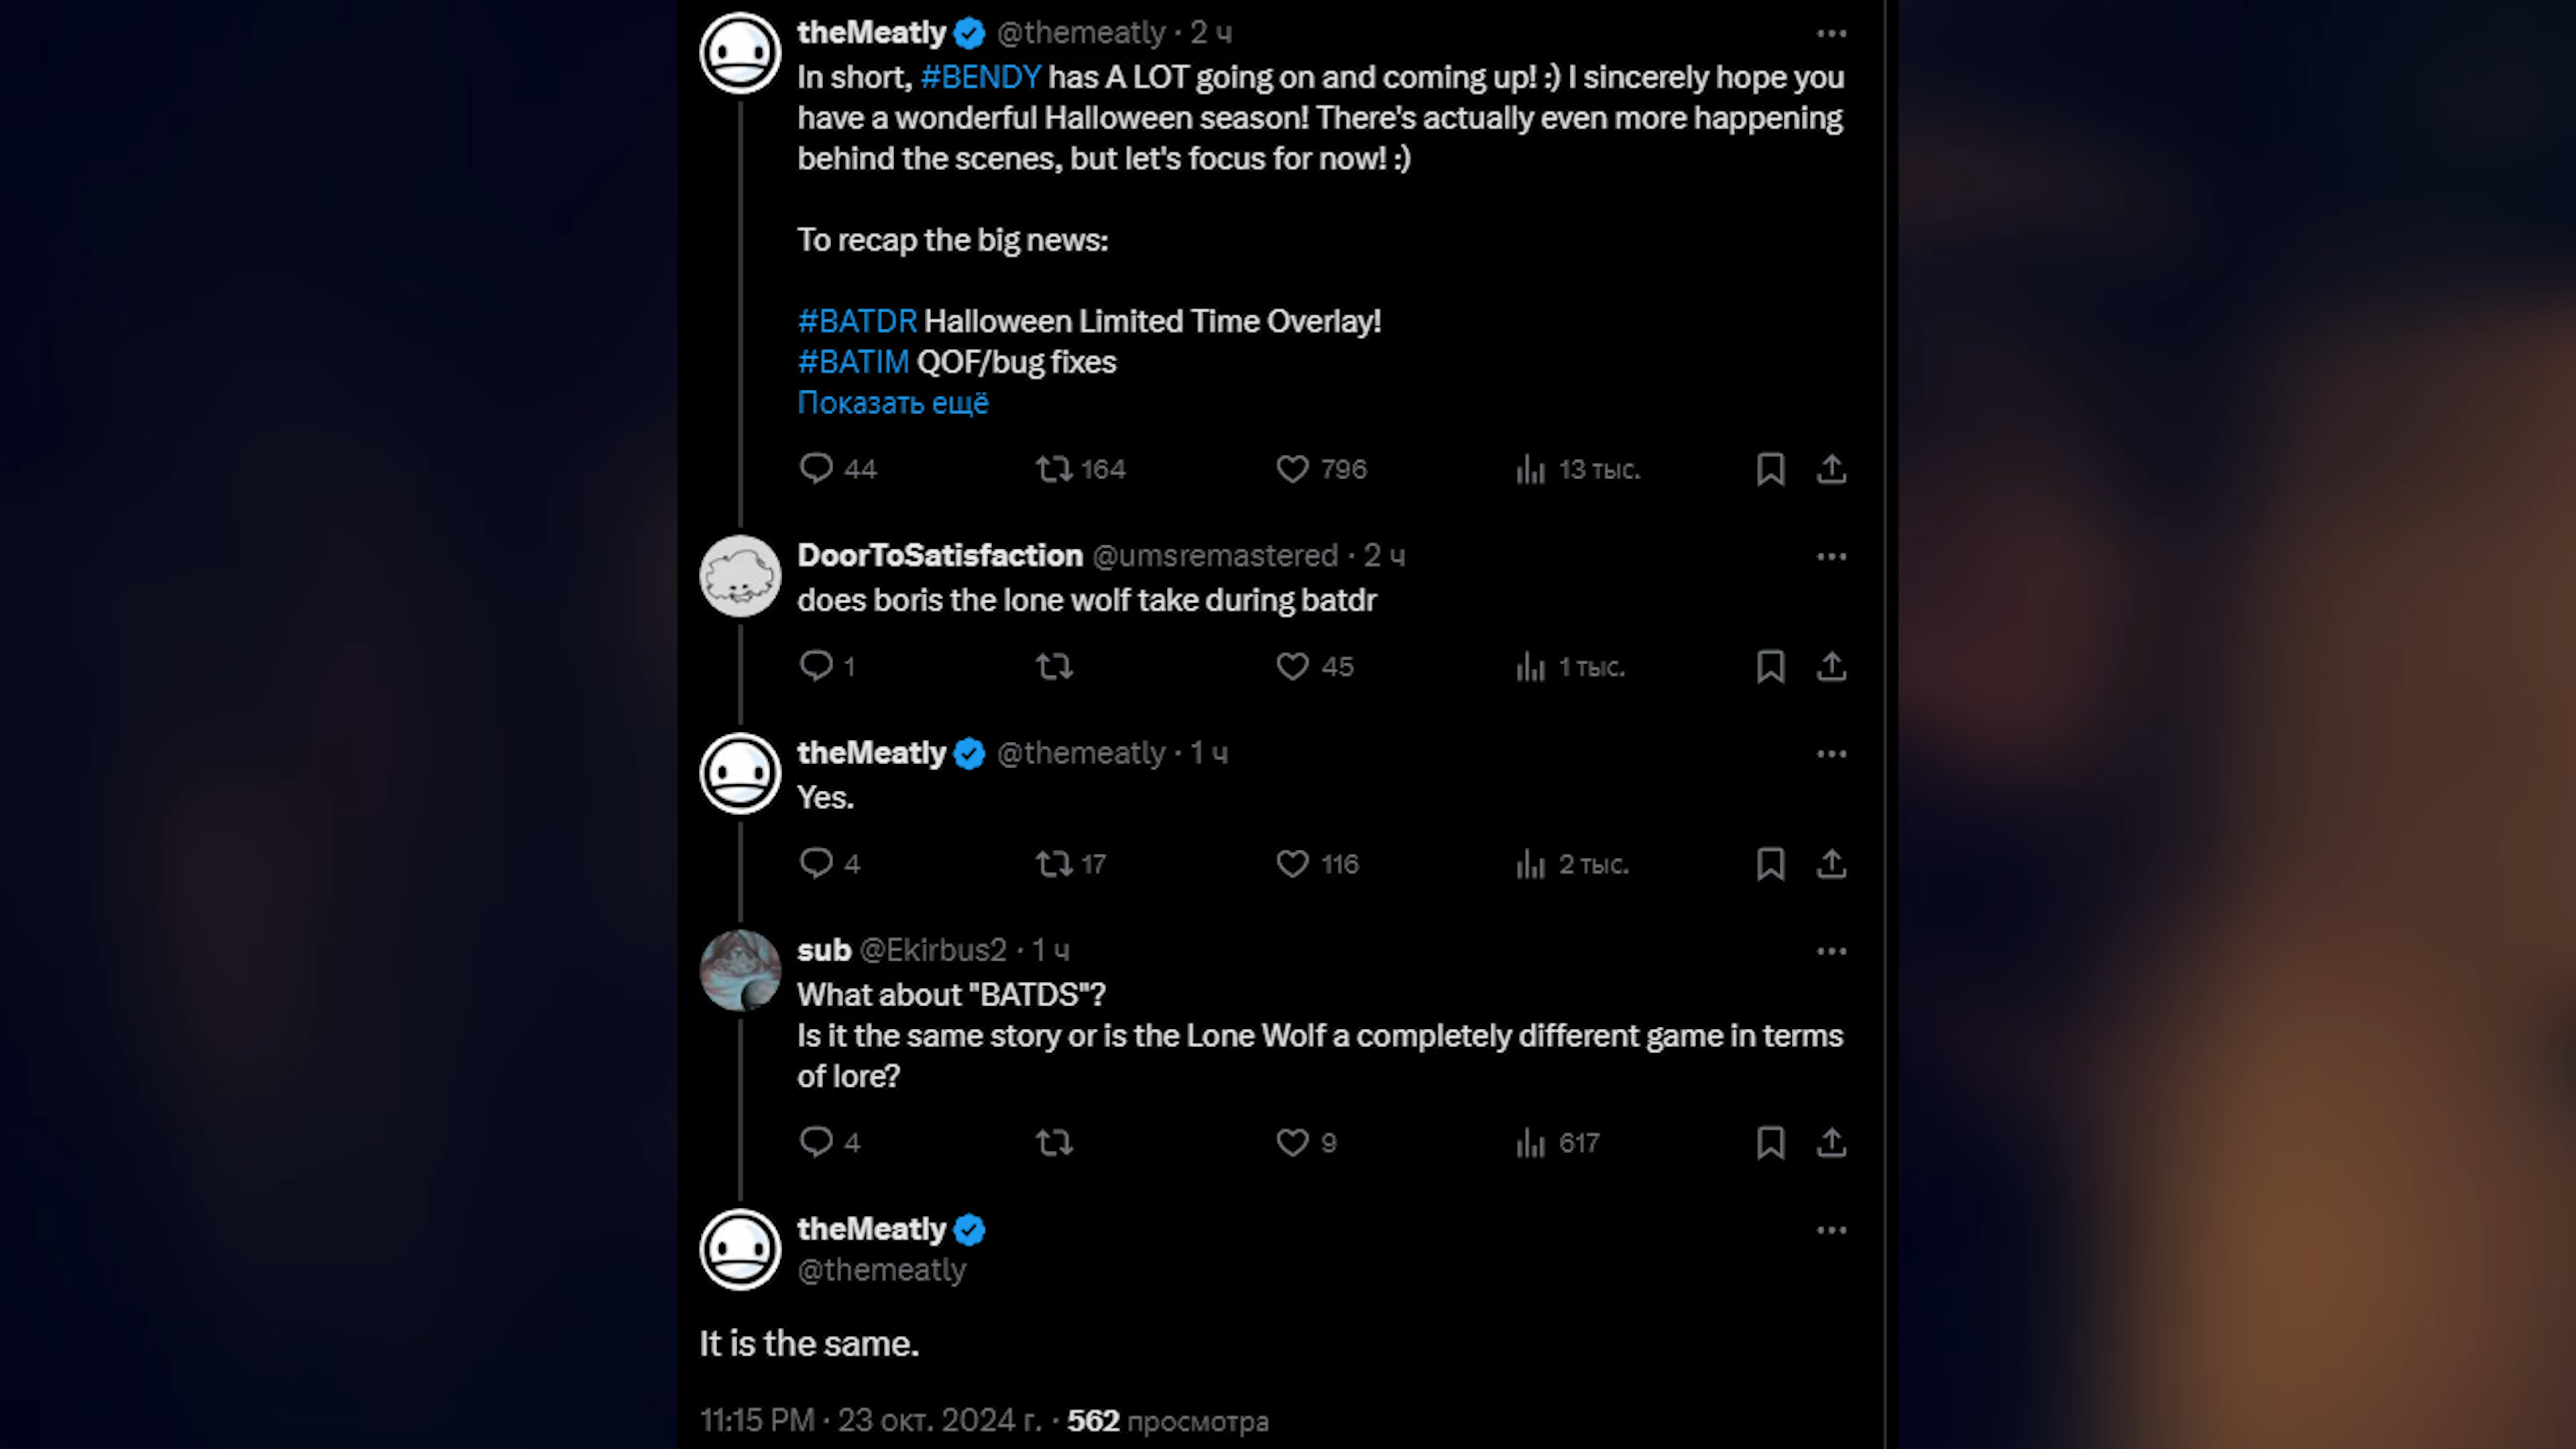 theMeatly @themeatly · 2 ч
In short, #BENDY has A LOT going on and coming up! :) I sincerely hope you
have a wonderful Halloween season! There's actually even more happening
behind the scenes, but let's focus for now! :)
To recap the big news:
#BATDR Halloween Limited Time Overlay!
#BATIM QOF/bug fixes
Показать ещё
44 164 796 13 тыс.
DoorToSatisfaction @umsremastered · 2 ч
does boris the lone wolf take during batdr
1 45 1 тыс.
theMeatly @themeatly · 1 ч
Yes.
4 17 116 2 тыс.
sub @Ekirbus2 · 1 ч
What about "BATDS"?
Is it the same story or is the Lone Wolf a completely different game in terms
of lore?
4 9 617
theMeatly
@themeatly
It is the same.
11:15 PM · 23 окт. 2024 г. · 562 просмотра